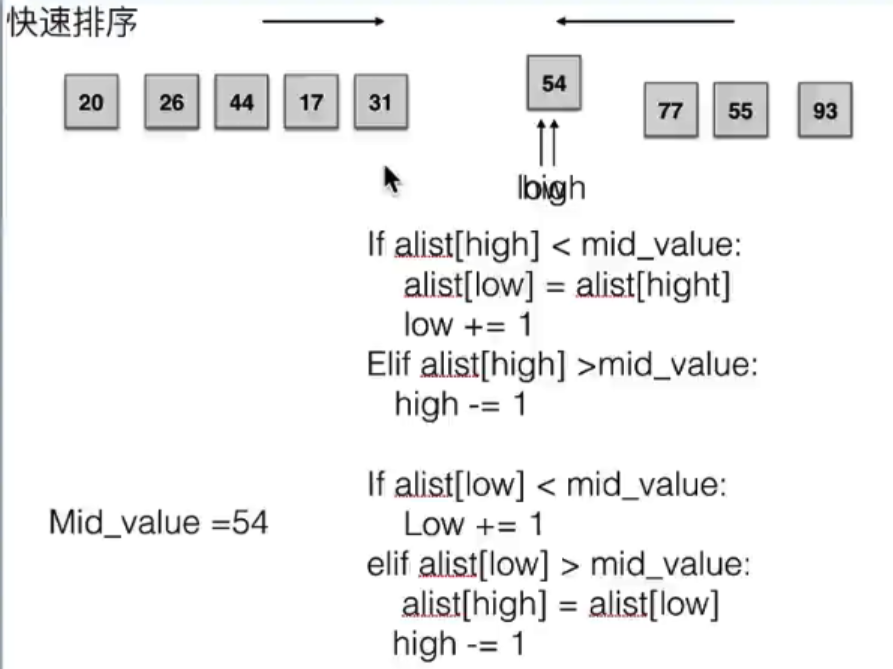 快速排序
20 26 44 17 31 54 77 55 93
low high
If alist[high] < mid_value:
alist[low] = alist[hight]
low += 1
Elif alist[high] >mid_value:
high -= 1
If alist[low] < mid_value:
Mid_value =54
Low += 1
elif alist[low] > mid_value:
alist[high] = alist[low]
high -= 1